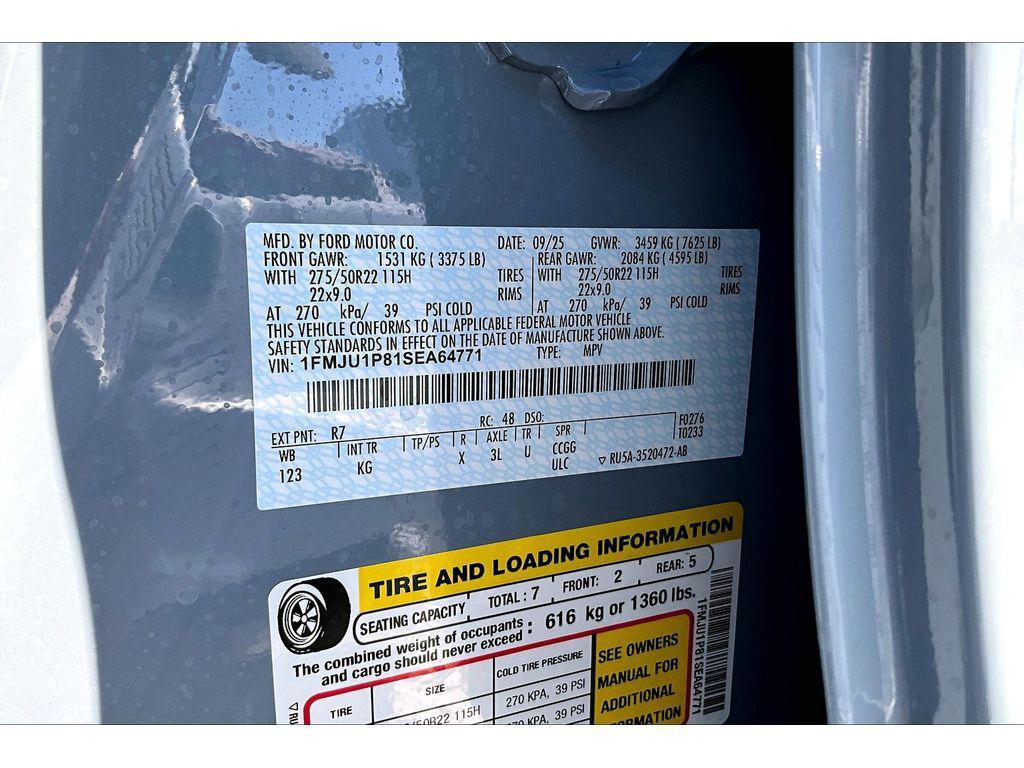 MFD. BY FORD MOTOR CO. DATE: 09/25 GVWR: 3459 KG ( 7625 LB)
FRONT GAWR: 1531 KG ( 3375 LB) REAR GAWR: 2084 KG ( 4595 LB)
WITH 275/50R22 115H TIRES WITH 275/50R22 115H TIRES
22x9.0 RIMS 22x9.0 RIMS
AT 270 kPa/ 39 PSI COLD AT 270 kPa/ 39 PSI COLD
THIS VEHICLE CONFORMS TO ALL APPLICABLE FEDERAL MOTOR VEHICLE
SAFETY STANDARDS IN EFFECT ON THE DATE OF MANUFACTURE SHOWN ABOVE.
VIN: 1FMJU1P81SEA64771 TYPE: MPV
EXT PNT: R7 RC: 48 DSO: F0276
WB INT TR TP/PS R AXLE TR SPR T0233
123 KG X 3L U CCGG
ULC ▽ RU5A-3520472-AB
TIRE AND LOADING INFORMATION
SEATING CAPACITY TOTAL : 7 FRONT: 2 REAR: 5
The combined weight of occupants
and cargo should never exceed : 616 kg or 1360 lbs.
TIRE SIZE COLD TIRE PRESSURE
/50R22 115H 270 KPA, 39 PSI
KPA, 39 PSI
SEE OWNERS
MANUAL FOR
ADDITIONAL
ORMATION
1FMJU1P81SEA64771
▽ RU